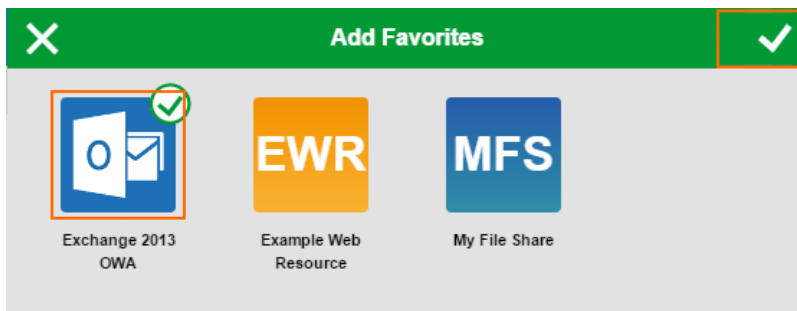 Add Favorites
O
EWR
MFS
Exchange 2013
OWA
Example Web
Resource
My File Share